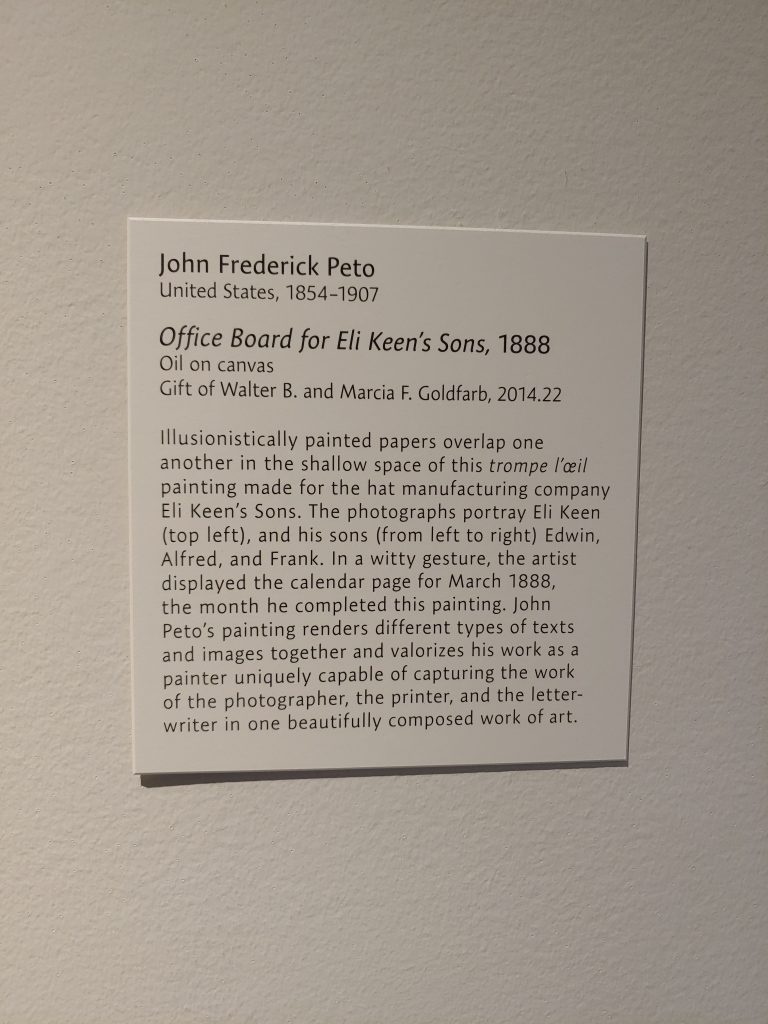 John Frederick Peto
United States, 1854–1907
Office Board for Eli Keen's Sons, 1888
Oil on canvas
Gift of Walter B. and Marcia F. Goldfarb, 2014.22
Illusionistically painted papers overlap one
another in the shallow space of this trompe l'œil
painting made for the hat manufacturing company
Eli Keen's Sons. The photographs portray Eli Keen
(top left), and his sons (from left to right) Edwin,
Alfred, and Frank. In a witty gesture, the artist
displayed the calendar page for March 1888,
the month he completed this painting. John
Peto's painting renders different types of texts
and images together and valorizes his work as a
painter uniquely capable of capturing the work
of the photographer, the printer, and the letter-
writer in one beautifully composed work of art.